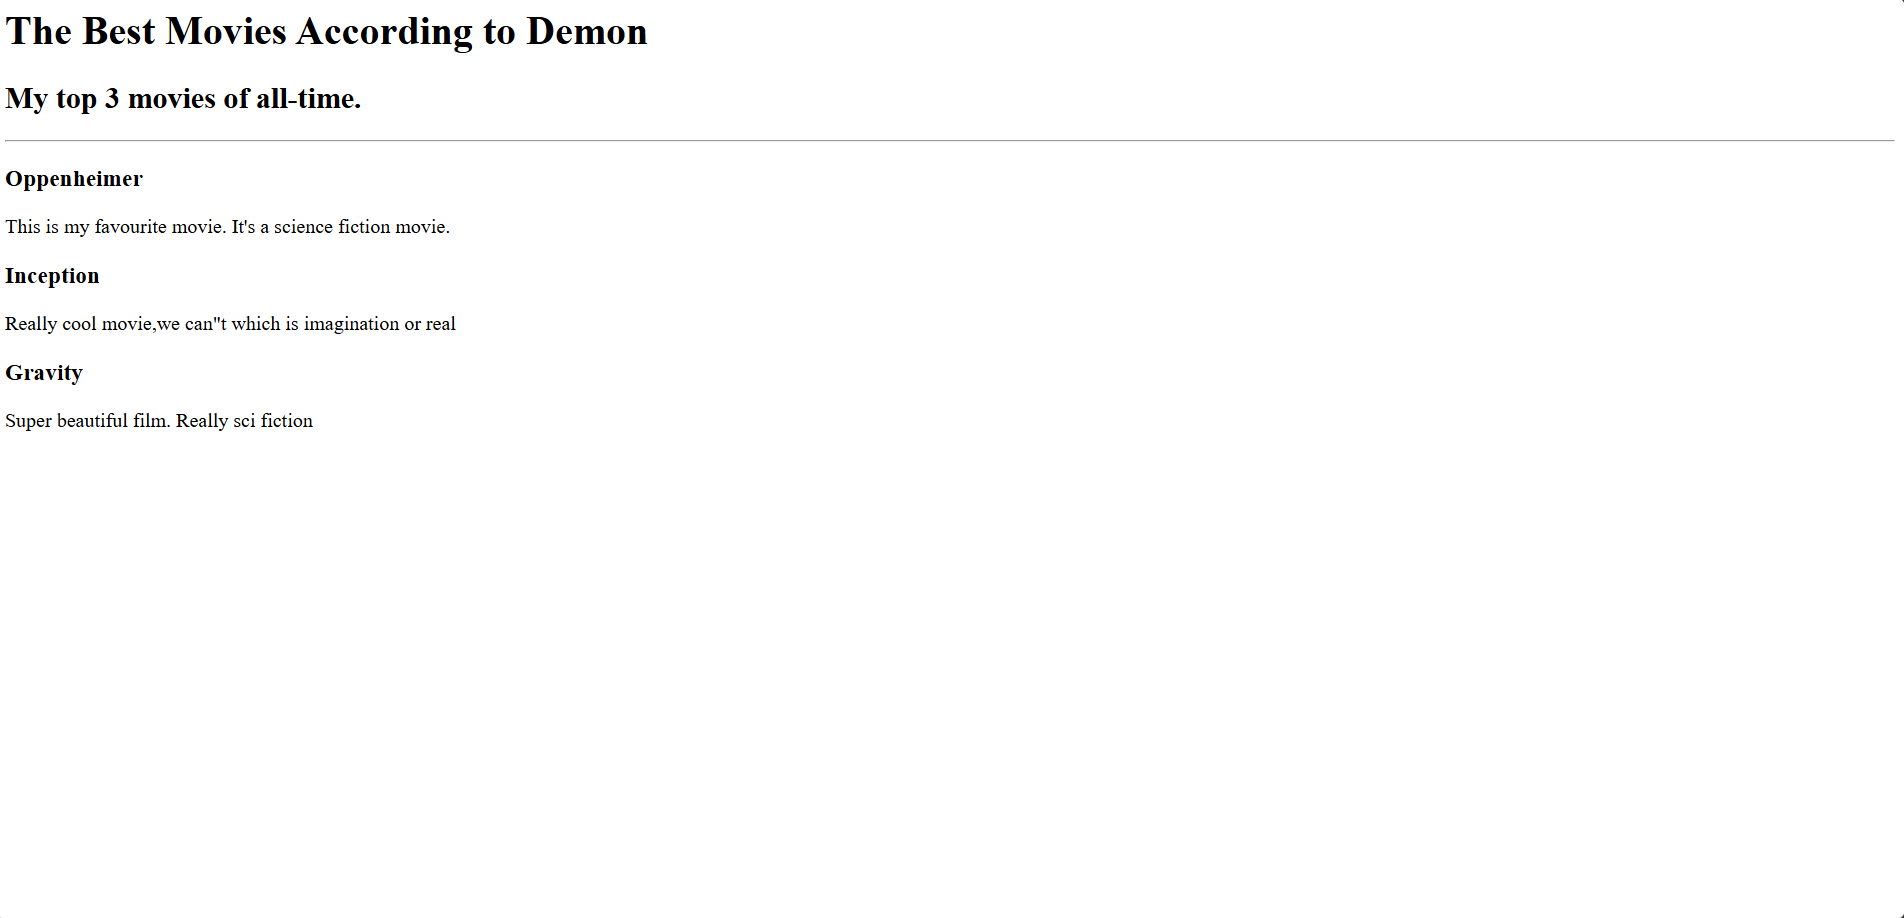 The Best Movies According to Demon
My top 3 movies of all-time.
Oppenheimer
This is my favourite movie. It's a science fiction movie.
Inception
Really cool movie,we can"t which is imagination or real
Gravity
Super beautiful film. Really sci fiction